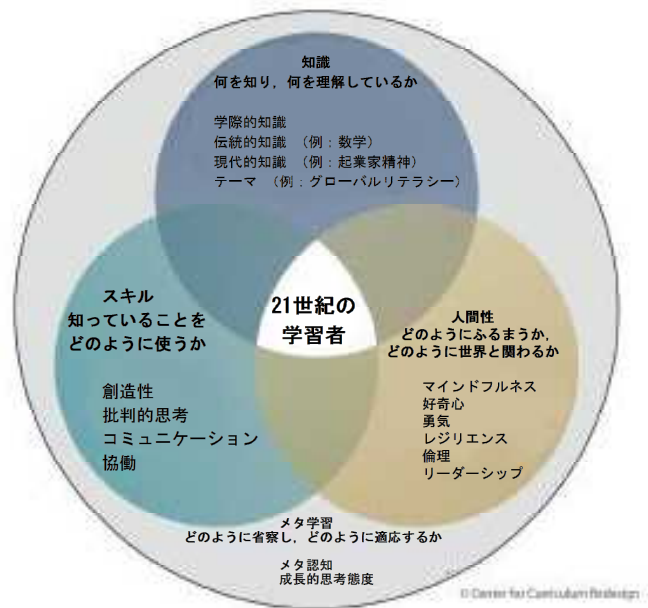 知識
何を知り，何を理解しているか
学際的知識
伝統的知識 （例：数学）
現代的知識 （例：起業家精神）
テーマ （例：グローバルリテラシー）
スキル
知っていることを
どのように使うか
創造性
批判的思考
コミュニケーション
協働
21世紀の
学習者
人間性
どのようにふるまうか，
どのように世界と関わるか
マインドフルネス
好奇心
勇気
レジリエンス
倫理
リーダーシップ
メタ学習
どのように省察し，どのように適応するか
メタ認知
成長的思考態度
© Center for Curriculum Redesign